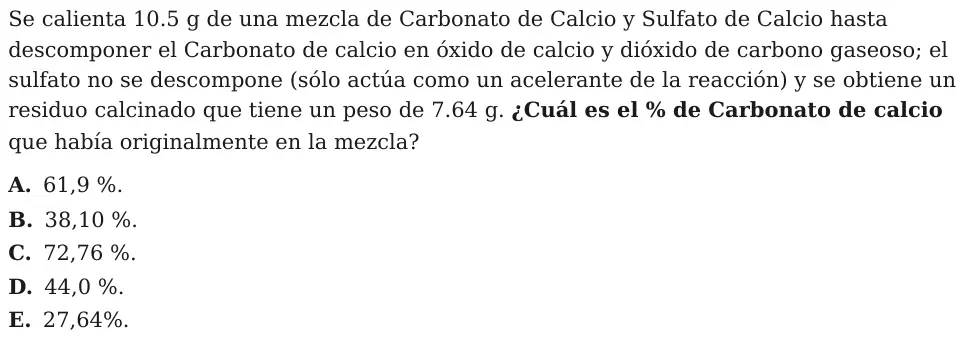 Se calienta 10.5 g de una mezcla de Carbonato de Calcio y Sulfato de Calcio hasta
descomponer el Carbonato de calcio en óxido de calcio y dióxido de carbono gaseoso; el
sulfato no se descompone (sólo actúa como un acelerante de la reacción) y se obtiene un
residuo calcinado que tiene un peso de 7.64 g. ¿Cuál es el % de Carbonato de calcio
que había originalmente en la mezcla?
A. 61,9 %.
B. 38,10 %.
C. 72,76 %.
D. 44,0 %.
E. 27,64%.